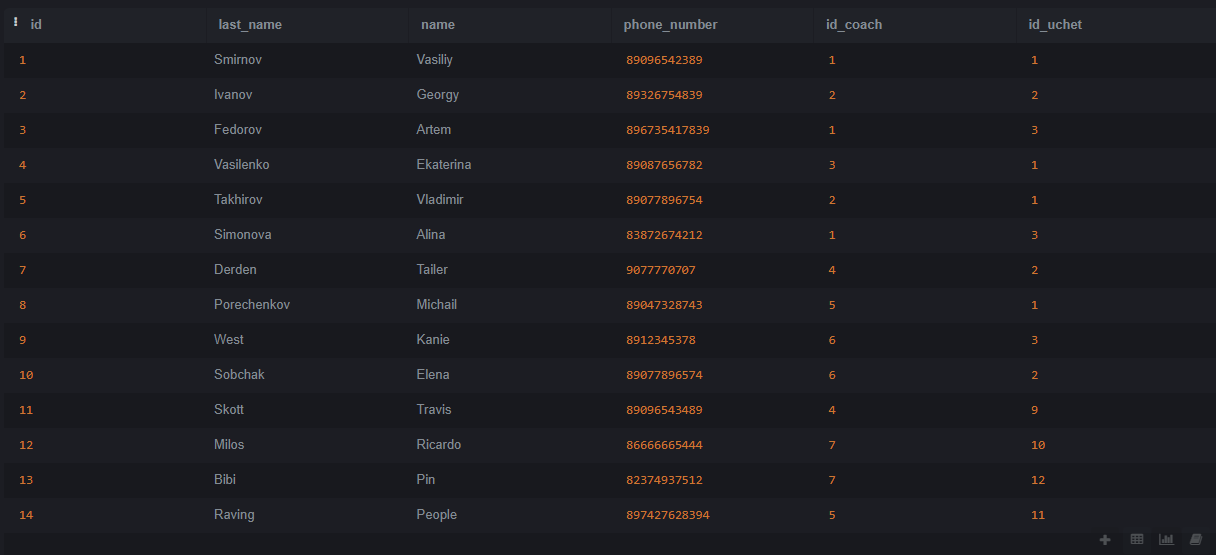 id last_name name phone_number id_coach id_uchet
1 Smirnov Vasiliy 89096542389 1 1
2 Ivanov Georgy 89326754839 2 2
3 Fedorov Artem 896735417839 1 3
4 Vasilenko Ekaterina 89087656782 3 1
5 Takhirov Vladimir 89077896754 2 1
6 Simonova Alina 83872674212 1 3
7 Derden Tailer 9077770707 4 2
8 Porechenkov Michail 89047328743 5 1
9 West Kanie 8912345378 6 3
10 Sobchak Elena 89077896574 6 2
11 Skott Travis 89096543489 4 9
12 Milos Ricardo 86666665444 7 10
13 Bibi Pin 82374937512 7 12
14 Raving People 897427628394 5 11